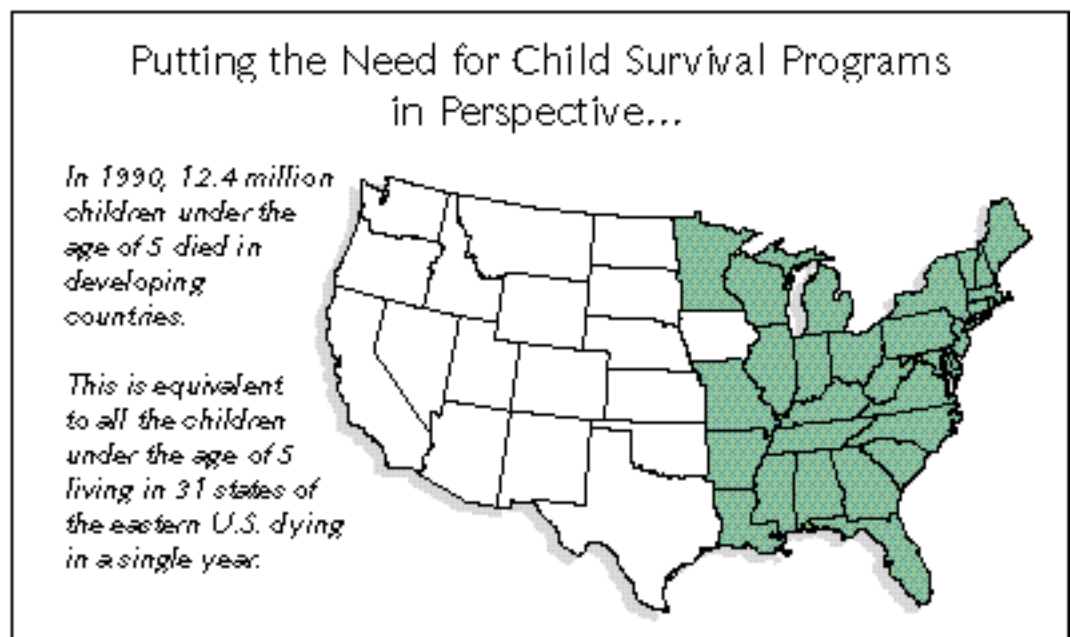 Putting the Need for Child Survival Programs
in Perspective...
In 1990, 12.4 million
children under the
age of 5 died in
developing
countries.
This is equivalent
to all the children
under the age of 5
living in 31 states of
the eastern U.S. dying
in a single year.